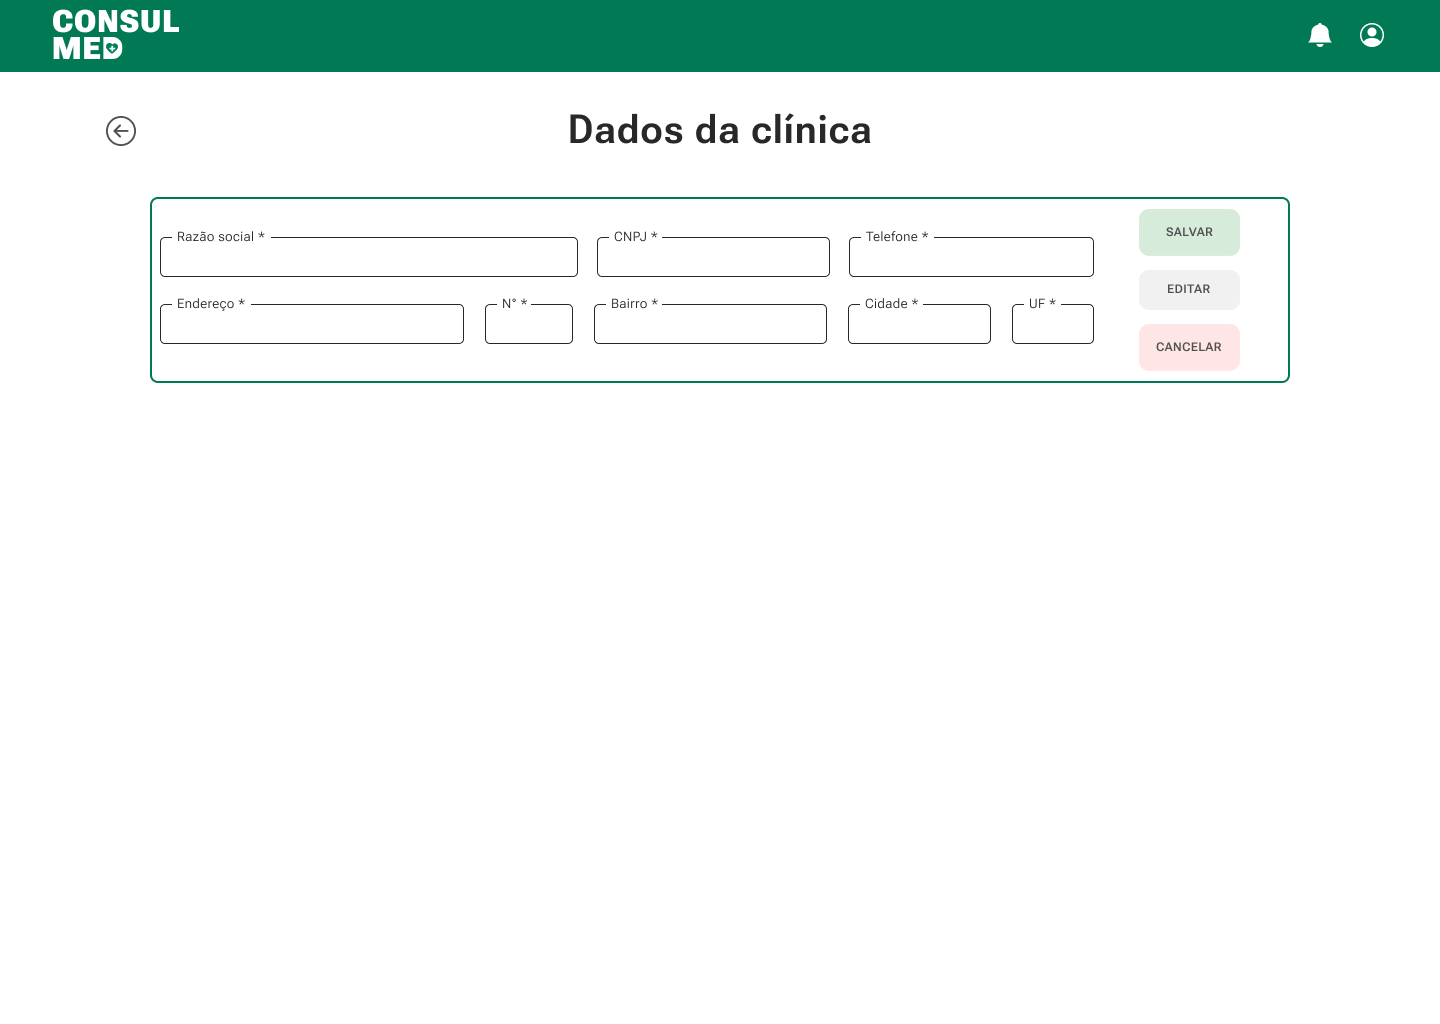 CONSUL
MED
Dados da clínica
Razão social *
CNPJ *
Telefone *
SALVAR
EDITAR
CANCELAR
Endereço *
N° *
Bairro *
Cidade *
UF *